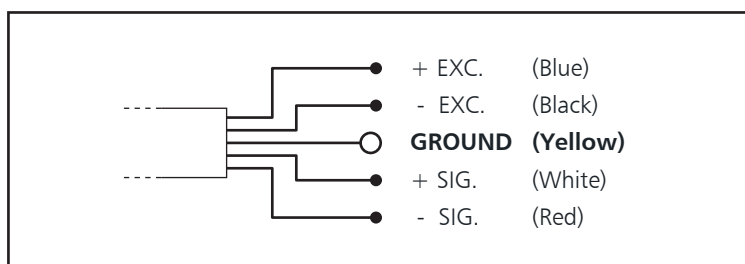 + EXC. (Blue)
- EXC. (Black)
GROUND (Yellow)
+ SIG. (White)
- SIG. (Red)